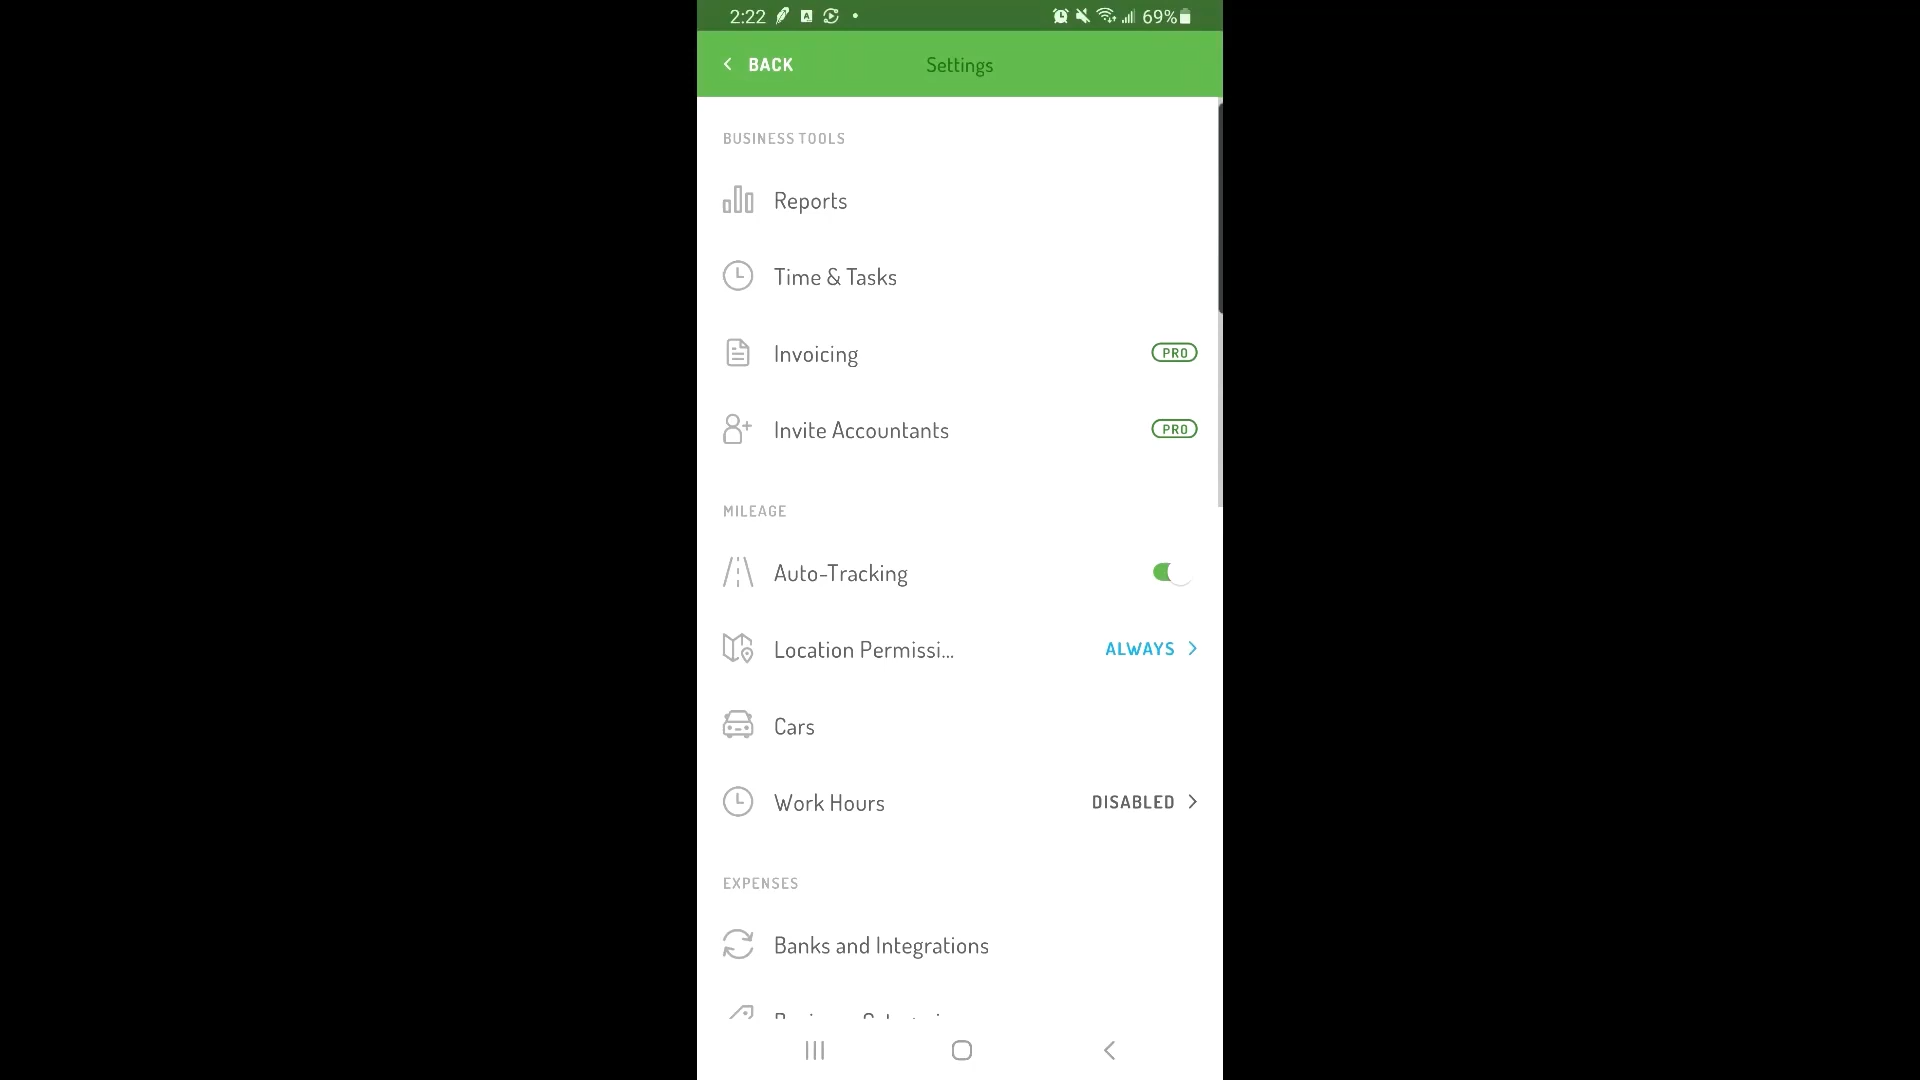 2:22
69%
BACK
Settings
BUSINESS TOOLS
Reports
Time & Tasks
Invoicing
PRO
Invite Accountants
PRO
MILEAGE
Auto-Tracking
Location Permissi...
ALWAYS
Cars
Work Hours
DISABLED
EXPENSES
Banks and Integrations